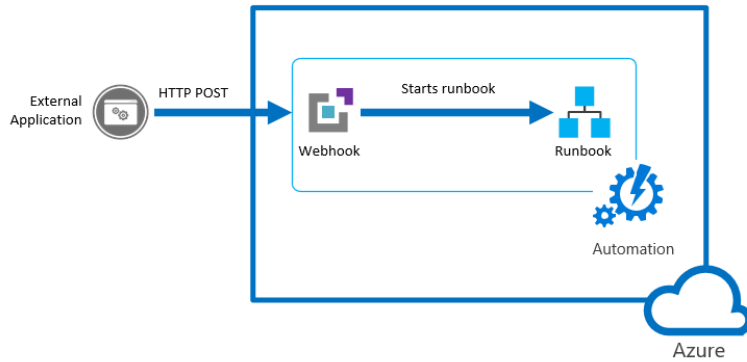 External
Application
HTTP POST
Starts runbook
Webhook
Runbook
Automation
Azure